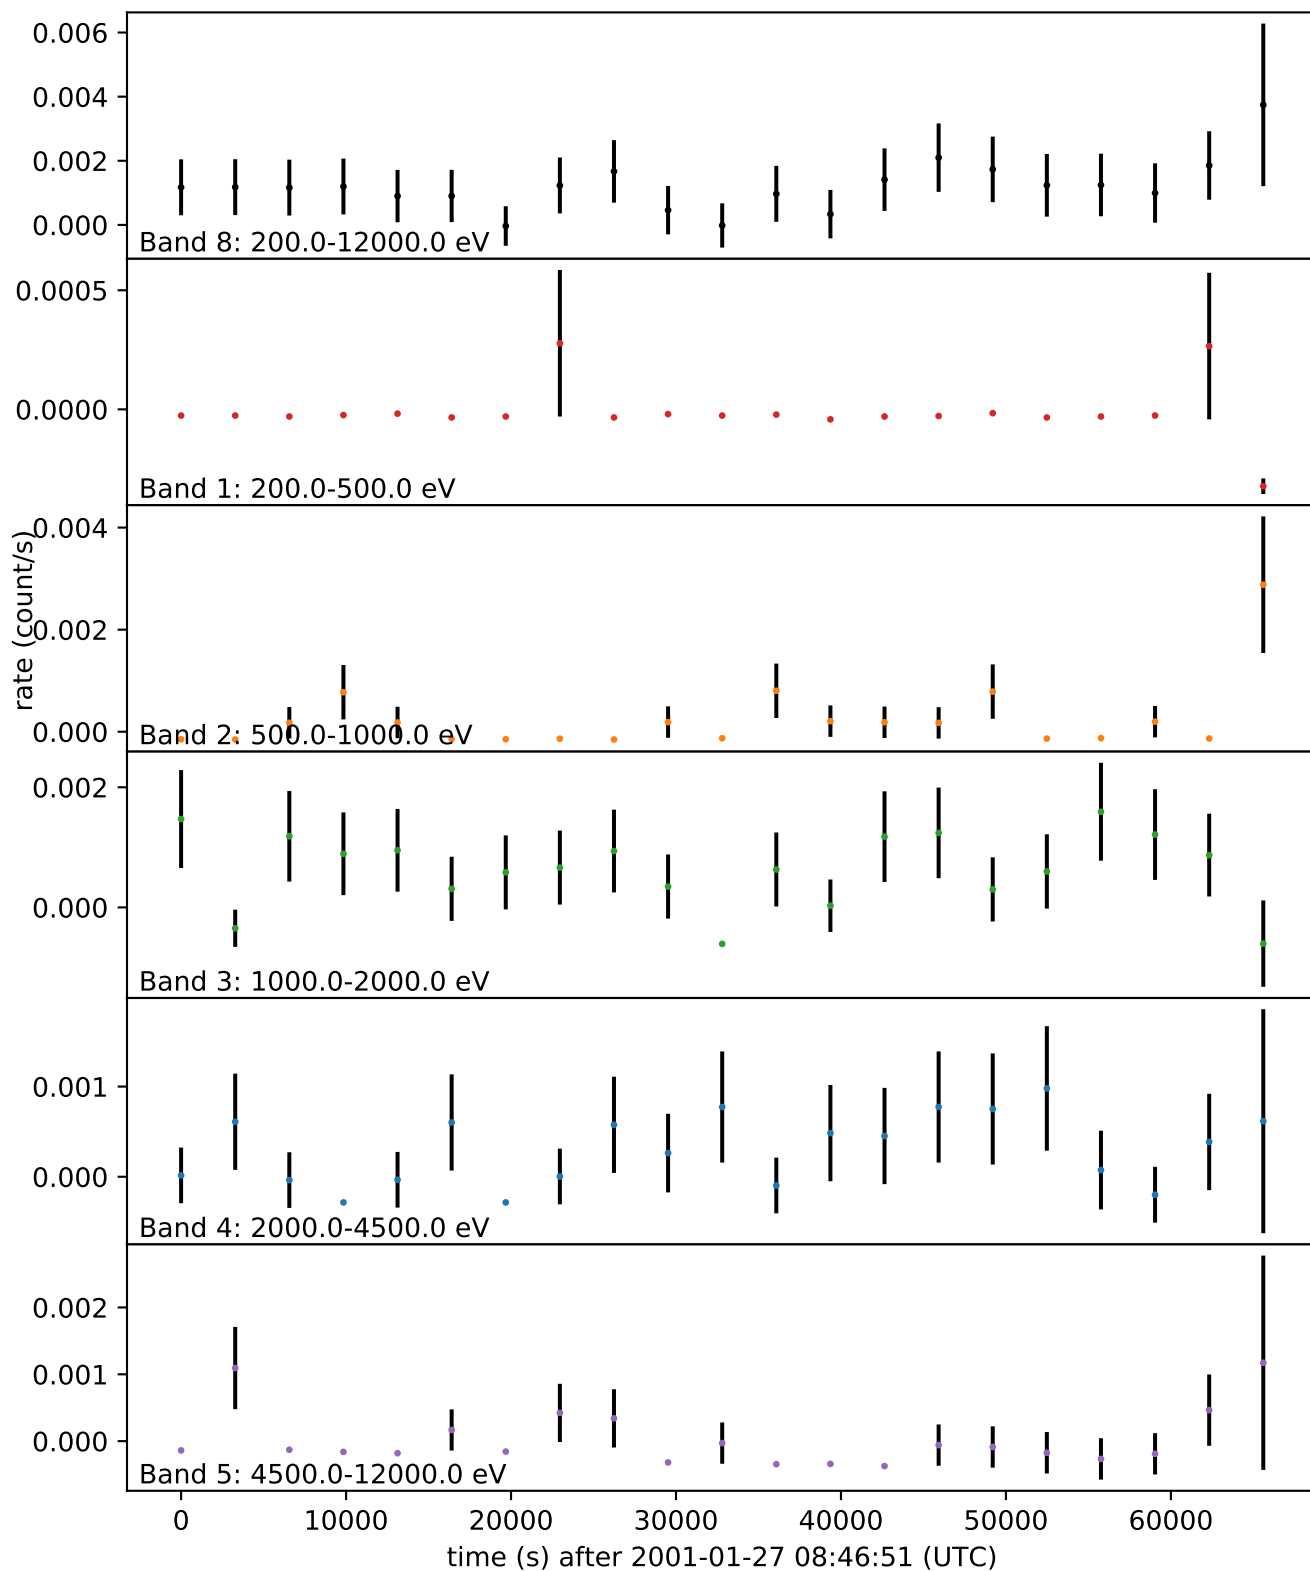 0.006
0.004
0.002
0.000
Band 8: 200.0-12000.0 eV
0.0005
0.0000
Band 1: 200.0-500.0 eV
rate (count/s)
0.004
0.002
0.000
Band 2: 500.0-1000.0 eV
0.002
0.000
Band 3: 1000.0-2000.0 eV
0.001
0.000
Band 4: 2000.0-4500.0 eV
0.002
0.001
0.000
Band 5: 4500.0-12000.0 eV
0 10000 20000 30000 40000 50000 60000
time (s) after 2001-01-27 08:46:51 (UTC)